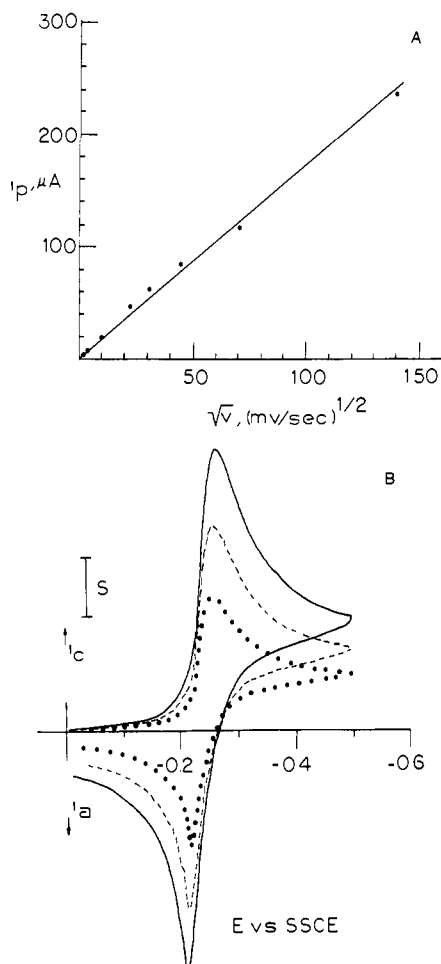 300
A
200
ip, μA
100
50
100
150
√v, (mv/sec)1/2
B
S
ic
-0.2
-0.4
-0.6
ia
E vs SSCE